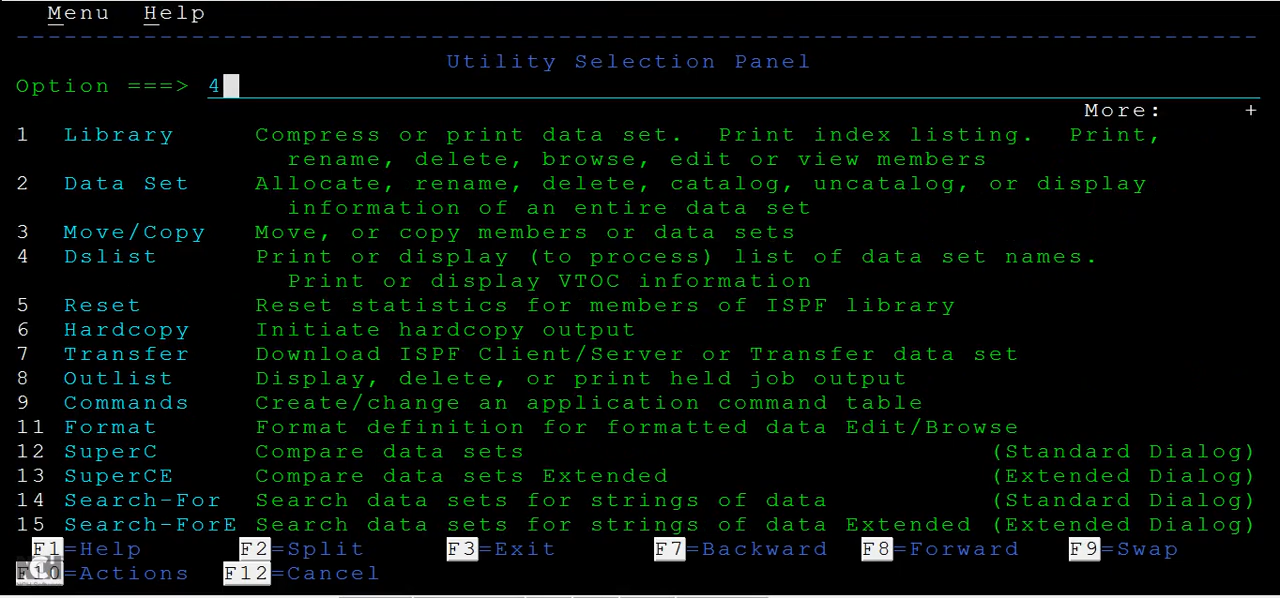 Menu Help
--------------------------------------------------------------------------------
Utility Selection Panel
Option ===> 4
More: +
1 Library Compress or print data set. Print index listing. Print,
rename, delete, browse, edit or view members
2 Data Set Allocate, rename, delete, catalog, uncatalog, or display
information of an entire data set
3 Move/Copy Move, or copy members or data sets
4 Dslist Print or display (to process) list of data set names.
Print or display VTOC information
5 Reset Reset statistics for members of ISPF library
6 Hardcopy Initiate hardcopy output
7 Transfer Download ISPF Client/Server or Transfer data set
8 Outlist Display, delete, or print held job output
9 Commands Create/change an application command table
11 Format Format definition for formatted data Edit/Browse
12 SuperC Compare data sets (Standard Dialog)
13 SuperCE Compare data sets Extended (Extended Dialog)
14 Search-For Search data sets for strings of data (Standard Dialog)
15 Search-ForE Search data sets for strings of data Extended (Extended Dialog)
F1=Help F2=Split F3=Exit F7=Backward F8=Forward F9=Swap
F10=Actions F12=Cancel